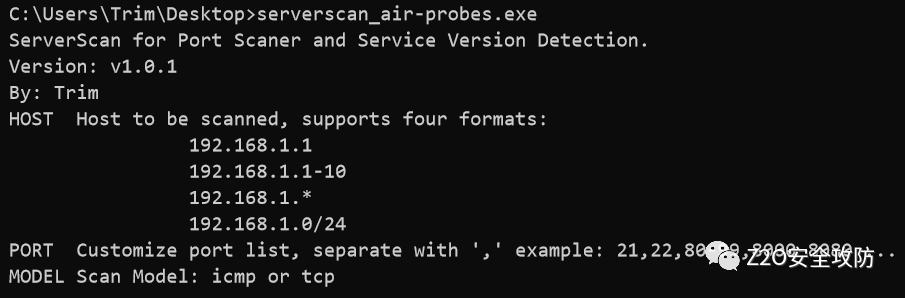 C:\Users\Trim\Desktop>serverscan_air-probes.exe
ServerScan for Port Scaner and Service Version Detection.
Version: v1.0.1
By: Trim
HOST  Host to be scanned, supports four formats:
192.168.1.1
192.168.1.1-10
192.168.1.*
192.168.1.0/24
PORT  Customize port list, separate with ',' example: 21,22,80,99,8000,8080 ...
MODEL Scan Model: icmp or tcp
Z2O安全攻防